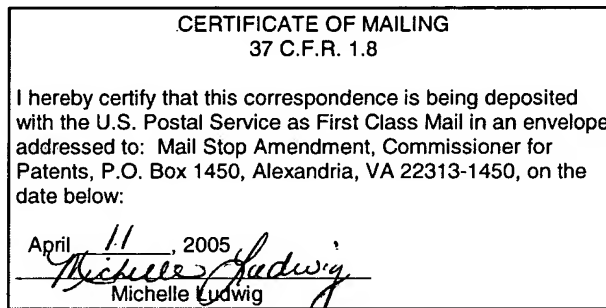 CERTIFICATE OF MAILING
37 C.F.R. 1.8
I hereby certify that this correspondence is being deposited
with the U.S. Postal Service as First Class Mail in an envelope
addressed to: Mail Stop Amendment, Commissioner for
Patents, P.O. Box 1450, Alexandria, VA 22313-1450, on the
date below:
April 11, 2005
Michelle Ludwig
Michelle Ludwig